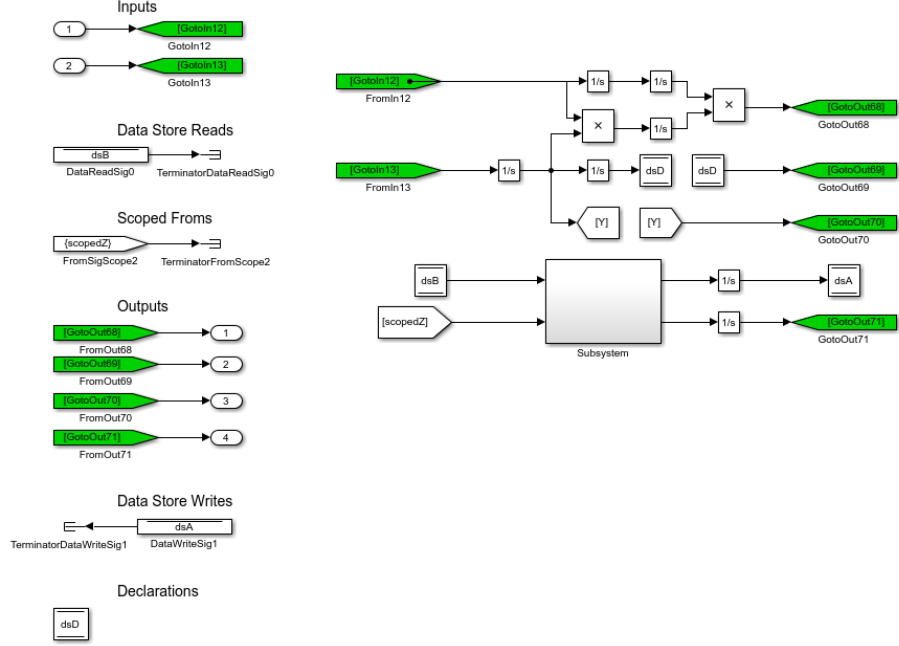 Inputs
1
[GotoIn12]
GotoIn12
2
[GotoIn13]
GotoIn13
Data Store Reads
dsB
DataReadSig0
TerminatorDataReadSig0
Scoped Froms
{scopedZ}
FromSigScope2
TerminatorFromScope2
Outputs
[GotoOut68]
1
FromOut68
[GotoOut69]
2
FromOut69
[GotoOut70]
3
FromOut70
[GotoOut71]
4
FromOut71
Data Store Writes
dsA
TerminatorDataWriteSig1
DataWriteSig1
Declarations
dsD
[GotoIn12]
FromIn12
1/s
1/s
×
[GotoOut68]
GotoOut68
×
1/s
[GotoIn13]
FromIn13
1/s
1/s
dsD
dsD
[GotoOut69]
GotoOut69
[Y]
[Y]
[GotoOut70]
GotoOut70
dsB
1/s
dsA
[scopedZ]
1/s
[GotoOut71]
GotoOut71
Subsystem